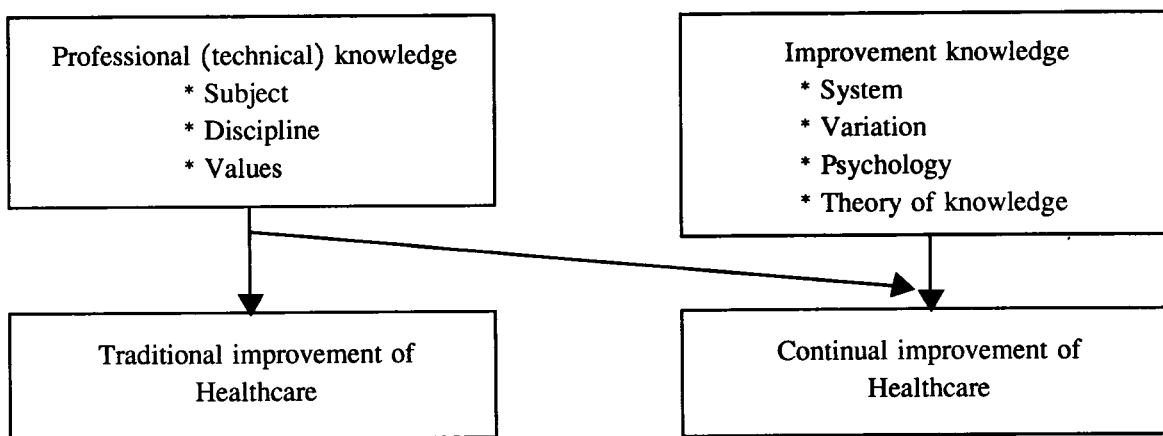 Professional (technical) knowledge
* Subject
* Discipline
* Values
Improvement knowledge
* System
* Variation
* Psychology
* Theory of knowledge
Traditional improvement of
Healthcare
Continual improvement of
Healthcare